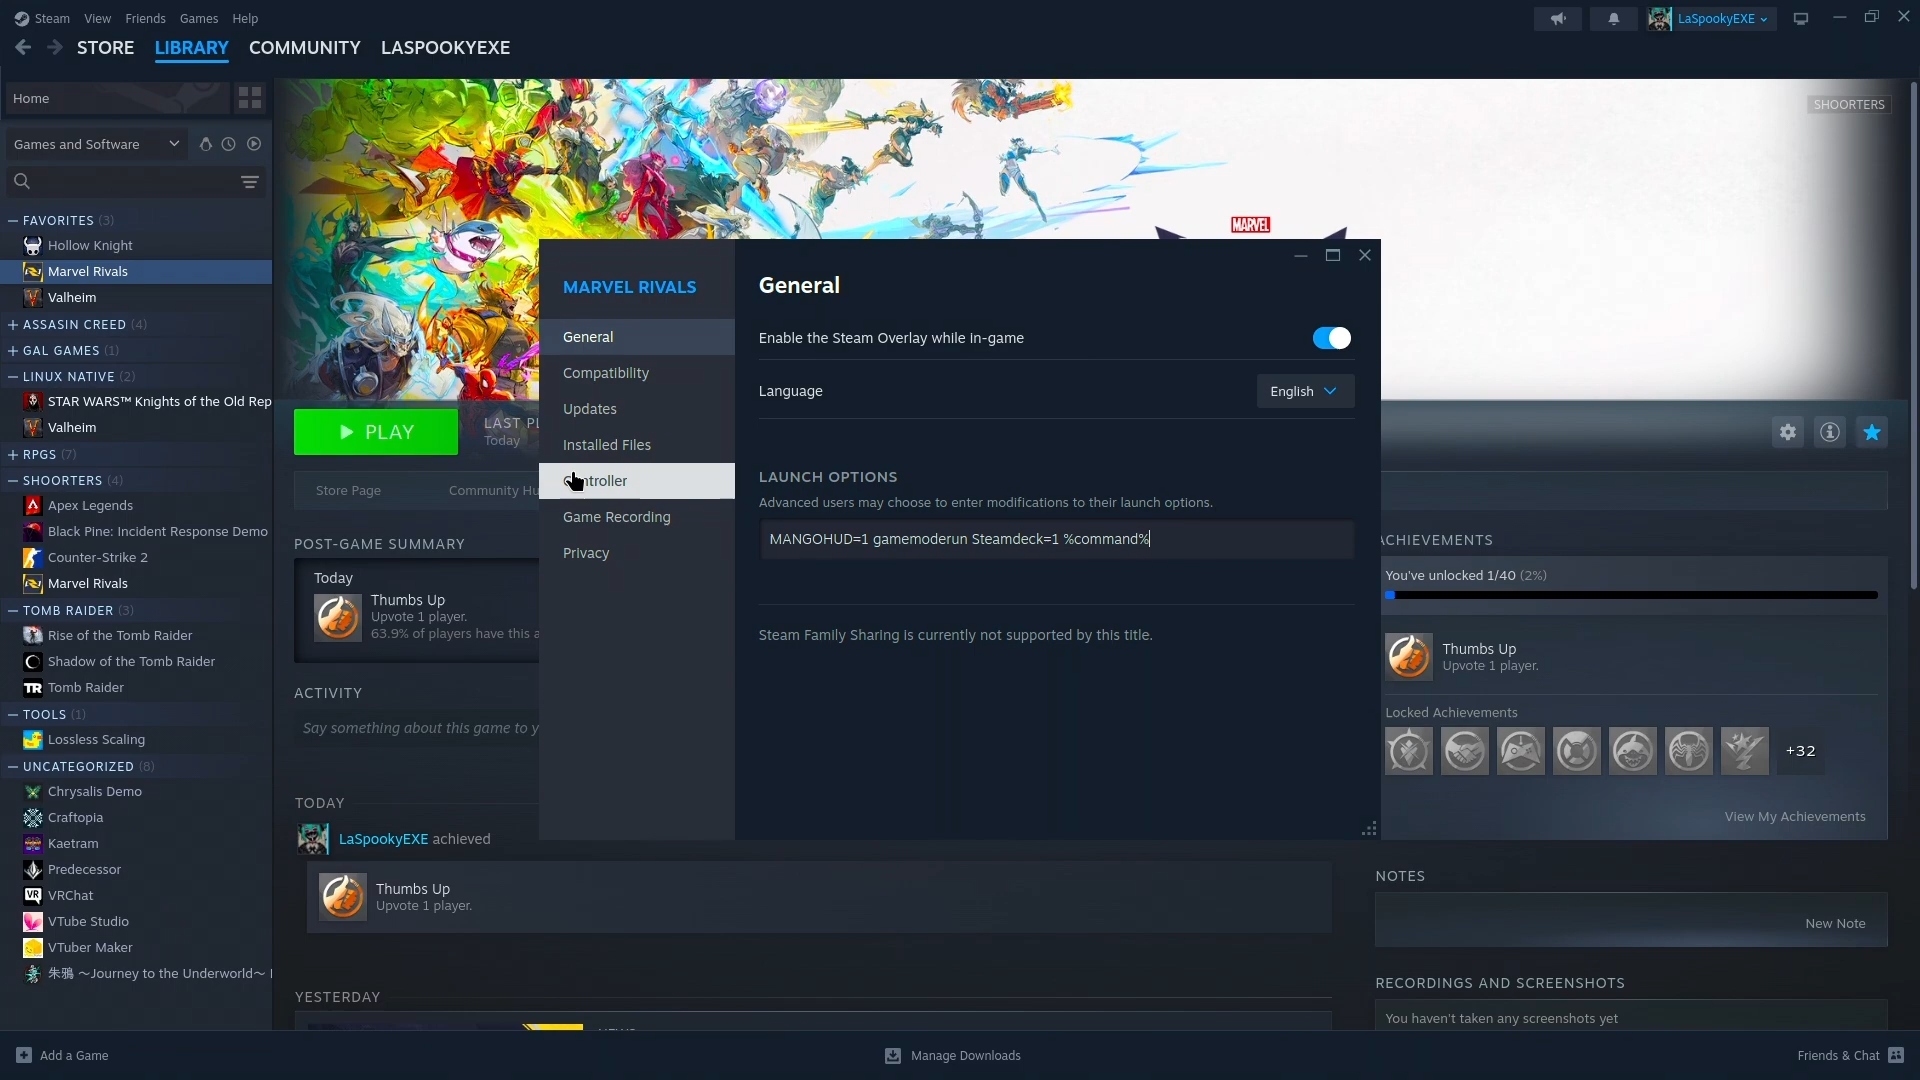 Steam View Friends Games Help
LaSpookyEXE
STORE LIBRARY COMMUNITY LASPOOKYEXE
Home
Games and Software
FAVORITES (3)
Hollow Knight
Marvel Rivals
Valheim
ASSASIN CREED (4)
GAL GAMES (1)
LINUX NATIVE (2)
STAR WARS™ Knights of the Old Rep
Valheim
RPGS (7)
SHOORTERS (4)
Apex Legends
Black Pine: Incident Response Demo
Counter-Strike 2
Marvel Rivals
TOMB RAIDER (3)
Rise of the Tomb Raider
Shadow of the Tomb Raider
Tomb Raider
TOOLS (1)
Lossless Scaling
UNCATEGORIZED (8)
Chrysalis Demo
Craftopia
Kaetram
Predecessor
VRChat
VTube Studio
VTuber Maker
朱鴉 ～Journey to the Underworld～
SHOORTERS
MARVEL
PLAY
LAST PL
Today
Store Page
Community Hu
POST-GAME SUMMARY
Today
Thumbs Up
Upvote 1 player.
63.9% of players have this a
ACTIVITY
Say something about this game to y
TODAY
LaSpookyEXE achieved
Thumbs Up
Upvote 1 player.
YESTERDAY
MARVEL RIVALS
General
Compatibility
Updates
Installed Files
Controller
Game Recording
Privacy
General
Enable the Steam Overlay while in-game
Language
English
LAUNCH OPTIONS
Advanced users may choose to enter modifications to their launch options.
MANGOHUD=1 gamemoderun Steamdeck=1 %command%
Steam Family Sharing is currently not supported by this title.
ACHIEVEMENTS
You've unlocked 1/40 (2%)
Thumbs Up
Upvote 1 player.
Locked Achievements
+32
View My Achievements
NOTES
New Note
RECORDINGS AND SCREENSHOTS
You haven't taken any screenshots yet
Add a Game
Manage Downloads
Friends & Chat